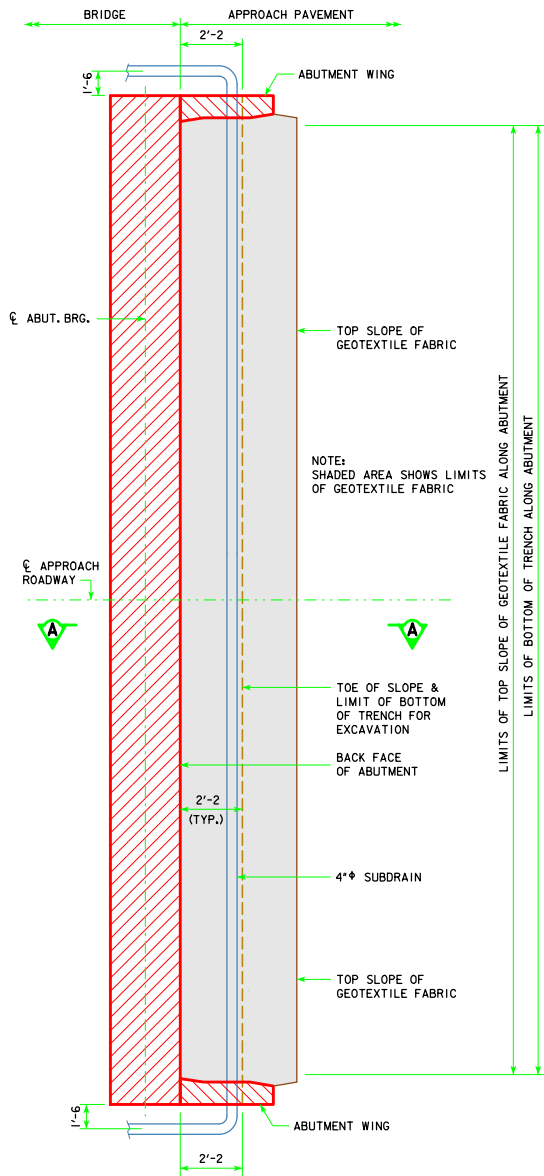 BRIDGE
APPROACH PAVEMENT
2'-2
1'-6
ABUTMENT WING
℄ ABUT. BRG.
TOP SLOPE OF
GEOTEXTILE FABRIC
NOTE:
SHADED AREA SHOWS LIMITS
OF GEOTEXTILE FABRIC
LIMITS OF TOP SLOPE OF GEOTEXTILE FABRIC ALONG ABUTMENT
LIMITS OF BOTTOM OF TRENCH ALONG ABUTMENT
℄ APPROACH
ROADWAY
A
A
TOE OF SLOPE &
LIMIT OF BOTTOM
OF TRENCH FOR
EXCAVATION
BACK FACE
OF ABUTMENT
2'-2
(TYP.)
4"ϕ SUBDRAIN
TOP SLOPE OF
GEOTEXTILE FABRIC
1'-6
ABUTMENT WING
2'-2